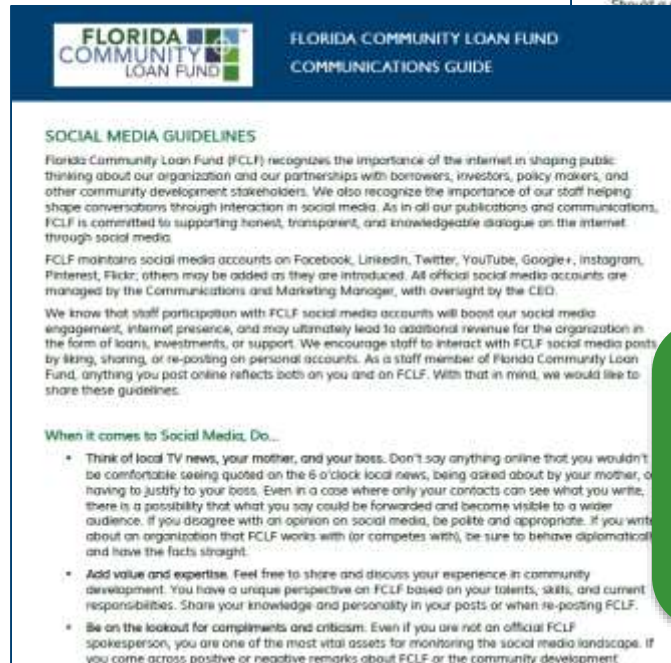 Should a
FLORIDA
COMMUNITY
LOAN FUND
FLORIDA COMMUNITY LOAN FUND
COMMUNICATIONS GUIDE
SOCIAL MEDIA GUIDELINES
Florida Community Loan Fund (FCLF) recognizes the importance of the internet in shaping public
thinking about our organization and our partnerships with borrowers, investors, policy makers, and
other community development stakeholders. We also recognize the importance of our staff helping
shape conversations through interaction in social media. As in all our publications and communications,
FCLF is committed to supporting honest, transparent, and knowledgeable dialogue on the internet
through social media.
FCLF maintains social media accounts on Facebook, LinkedIn, Twitter, YouTube, Google+, Instagram,
Pinterest, Flickr; others may be added as they are introduced. All official social media accounts are
managed by the Communications and Marketing Manager, with oversight by the CEO.
We know that staff participation with FCLF social media accounts will boost our social media
engagement, internet presence, and may ultimately lead to additional revenue for the organization in
the form of loans, investments, or support. We encourage staff to interact with FCLF social media posts
by liking, sharing, or re-posting on personal accounts. As a staff member of Florida Community Loan
Fund, anything you post online reflects both on you and on FCLF. With that in mind, we would like to
share these guidelines.
When it comes to Social Media, Do...
• Think of local TV news, your mother, and your boss. Don't say anything online that you wouldn't
be comfortable seeing quoted on the 6 o'clock local news, being asked about by your mother, o
having to justify to your boss. Even in a case where only your contacts can see what you write,
there is a possibility that what you say could be forwarded and become visible to a wider
audience. If you disagree with an opinion on social media, be polite and appropriate. If you writ
about an organization that FCLF works with (or competes with), be sure to behave diplomatical
and have the facts straight.
• Add value and expertise. Feel free to share and discuss your experience in community
development. You have a unique perspective on FCLF based on your talents, skills, and current
responsibilities. Share your knowledge and personality in your posts or when re-posting FCLF.
• Be on the lookout for compliments and criticism. Even if you are not an official FCLF
spokesperson, you are one of the most vital assets for monitoring the social media landscape. If
you come across positive or negative remarks about FCLF or the community development